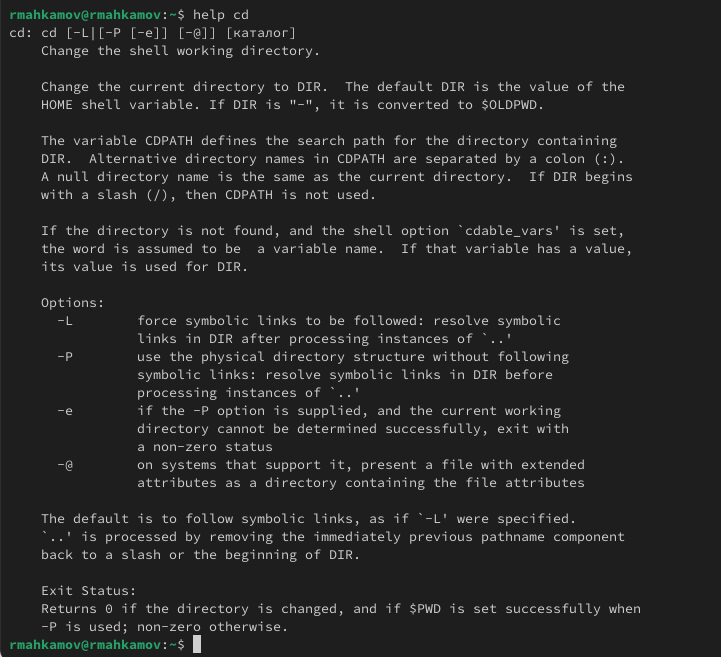 rmahkamov@rmahkamov:~$ help cd
cd: cd [-L|[-P [-e]] [-@]] [каталог]
    Change the shell working directory.

    Change the current directory to DIR.  The default DIR is the value of the
    HOME shell variable. If DIR is "-", it is converted to $OLDPWD.

    The variable CDPATH defines the search path for the directory containing
    DIR.  Alternative directory names in CDPATH are separated by a colon (:).
    A null directory name is the same as the current directory.  If DIR begins
    with a slash (/), then CDPATH is not used.

    If the directory is not found, and the shell option `cdable_vars' is set,
    the word is assumed to be  a variable name.  If that variable has a value,
    its value is used for DIR.

    Options:
      -L        force symbolic links to be followed: resolve symbolic
                links in DIR after processing instances of `..'
      -P        use the physical directory structure without following
                symbolic links: resolve symbolic links in DIR before
                processing instances of `..'
      -e        if the -P option is supplied, and the current working
                directory cannot be determined successfully, exit with
                a non-zero status
      -@        on systems that support it, present a file with extended
                attributes as a directory containing the file attributes

    The default is to follow symbolic links, as if `-L' were specified.
    `..' is processed by removing the immediately previous pathname component
    back to a slash or the beginning of DIR.

    Exit Status:
    Returns 0 if the directory is changed, and if $PWD is set successfully when
    -P is used; non-zero otherwise.
rmahkamov@rmahkamov:~$